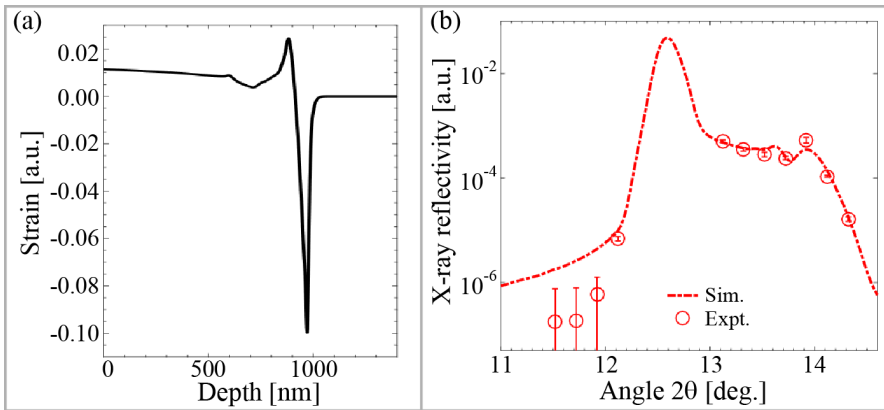 (a)
0.02
0.00
-0.02
-0.04
-0.06
-0.08
-0.10
Strain [a.u.]
0
500
1000
Depth [nm]
(b)
10⁻²
10⁻⁴
10⁻⁶
X-ray reflectivity [a.u.]
Sim.
Expt.
11
12
13
14
Angle 2θ [deg.]